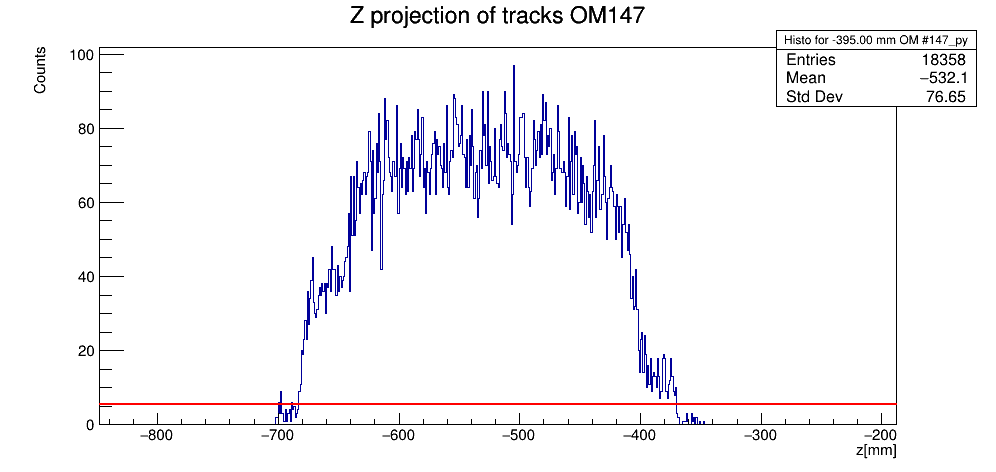 Z projection of tracks OM147
Histo for -395.00 mm OM #147_py
Entries 18358
Mean −532.1
Std Dev 76.65
Counts
100
80
60
40
20
0
−800 −700 −600 −500 −400 −300 −200
z[mm]